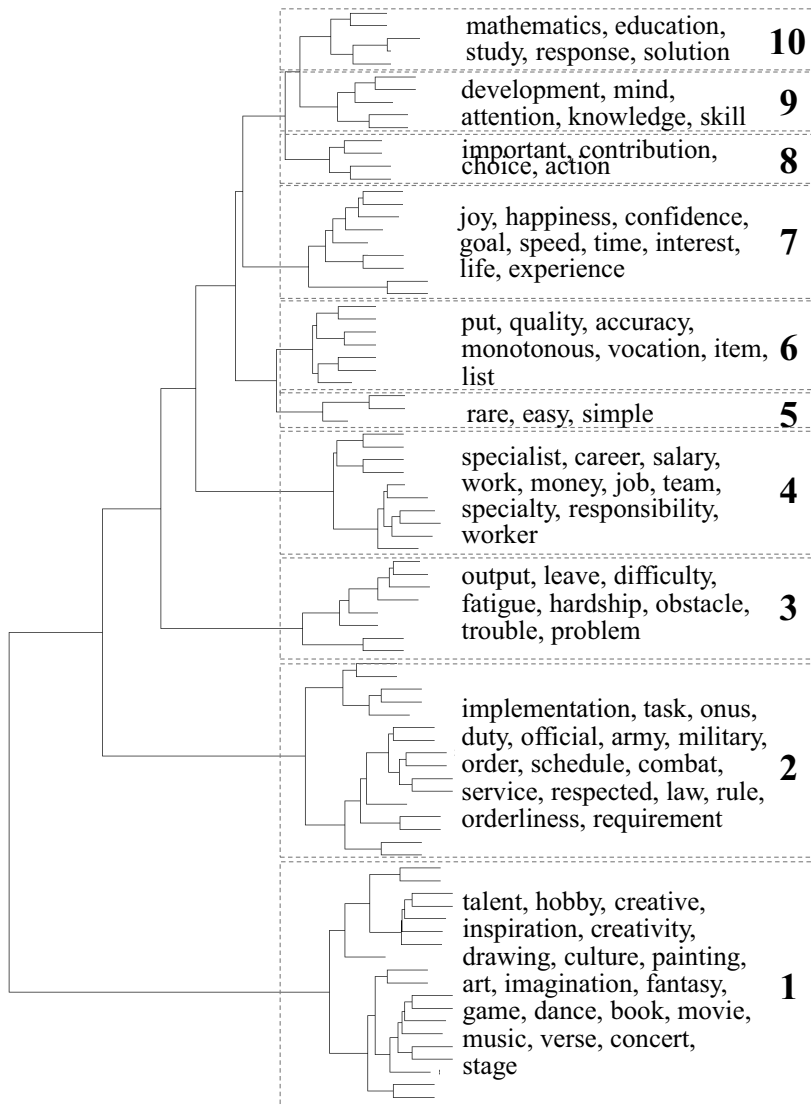 mathematics, education,
study, response, solution
10
development, mind,
attention, knowledge, skill
9
important, contribution,
choice, action
8
joy, happiness, confidence,
goal, speed, time, interest,
life, experience
7
put, quality, accuracy,
monotonous, vocation, item,
list
6
rare, easy, simple
5
specialist, career, salary,
work, money, job, team,
specialty, responsibility,
worker
4
output, leave, difficulty,
fatigue, hardship, obstacle,
trouble, problem
3
implementation, task, onus,
duty, official, army, military,
order, schedule, combat,
service, respected, law, rule,
orderliness, requirement
2
talent, hobby, creative,
inspiration, creativity,
drawing, culture, painting,
art, imagination, fantasy,
game, dance, book, movie,
music, verse, concert,
stage
1